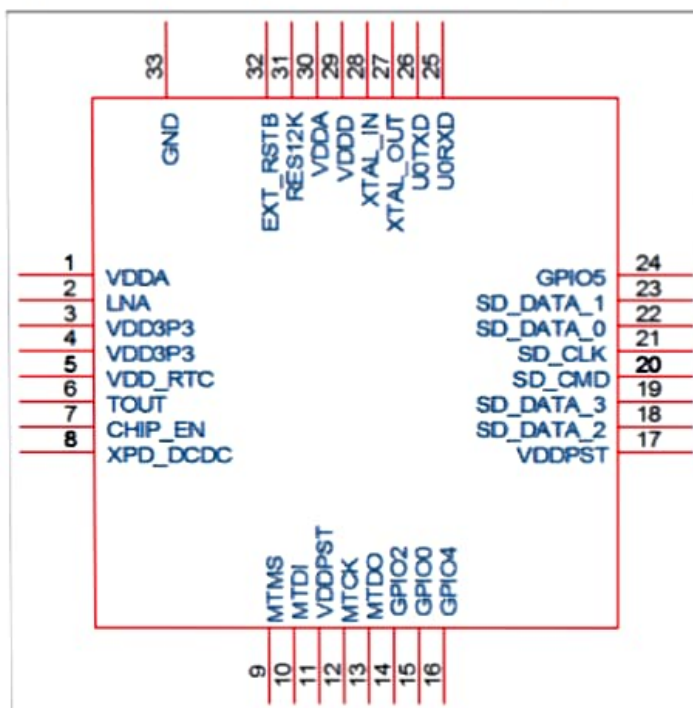 33 32 31 30 29 28 27 26 25
GND EXT_RSTB RES12K VDDA VDDD XTAL_IN XTAL_OUT U0TXD U0RXD
1 VDDA
2 LNA
3 VDD3P3
4 VDD3P3
5 VDD_RTC
6 TOUT
7 CHIP_EN
8 XPD_DCDC
GPIO5 24
SD_DATA_1 23
SD_DATA_0 22
SD_CLK 21
SD_CMD 20
SD_DATA_3 19
SD_DATA_2 18
VDDPST 17
MTMS MTDI VDDPST MTCK MTDO GPIO2 GPIO0 GPIO4
9 10 11 12 13 14 15 16